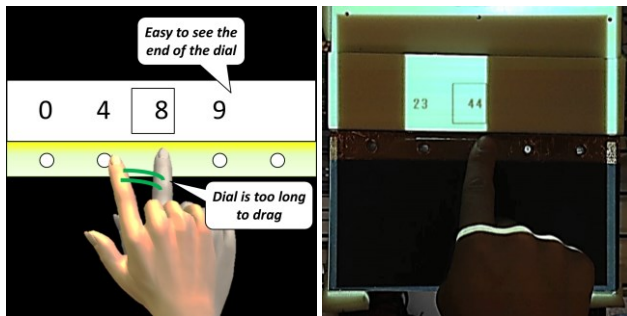 Easy to see the
end of the dial
0 4 8 9
Dial is too long
to drag
23 44